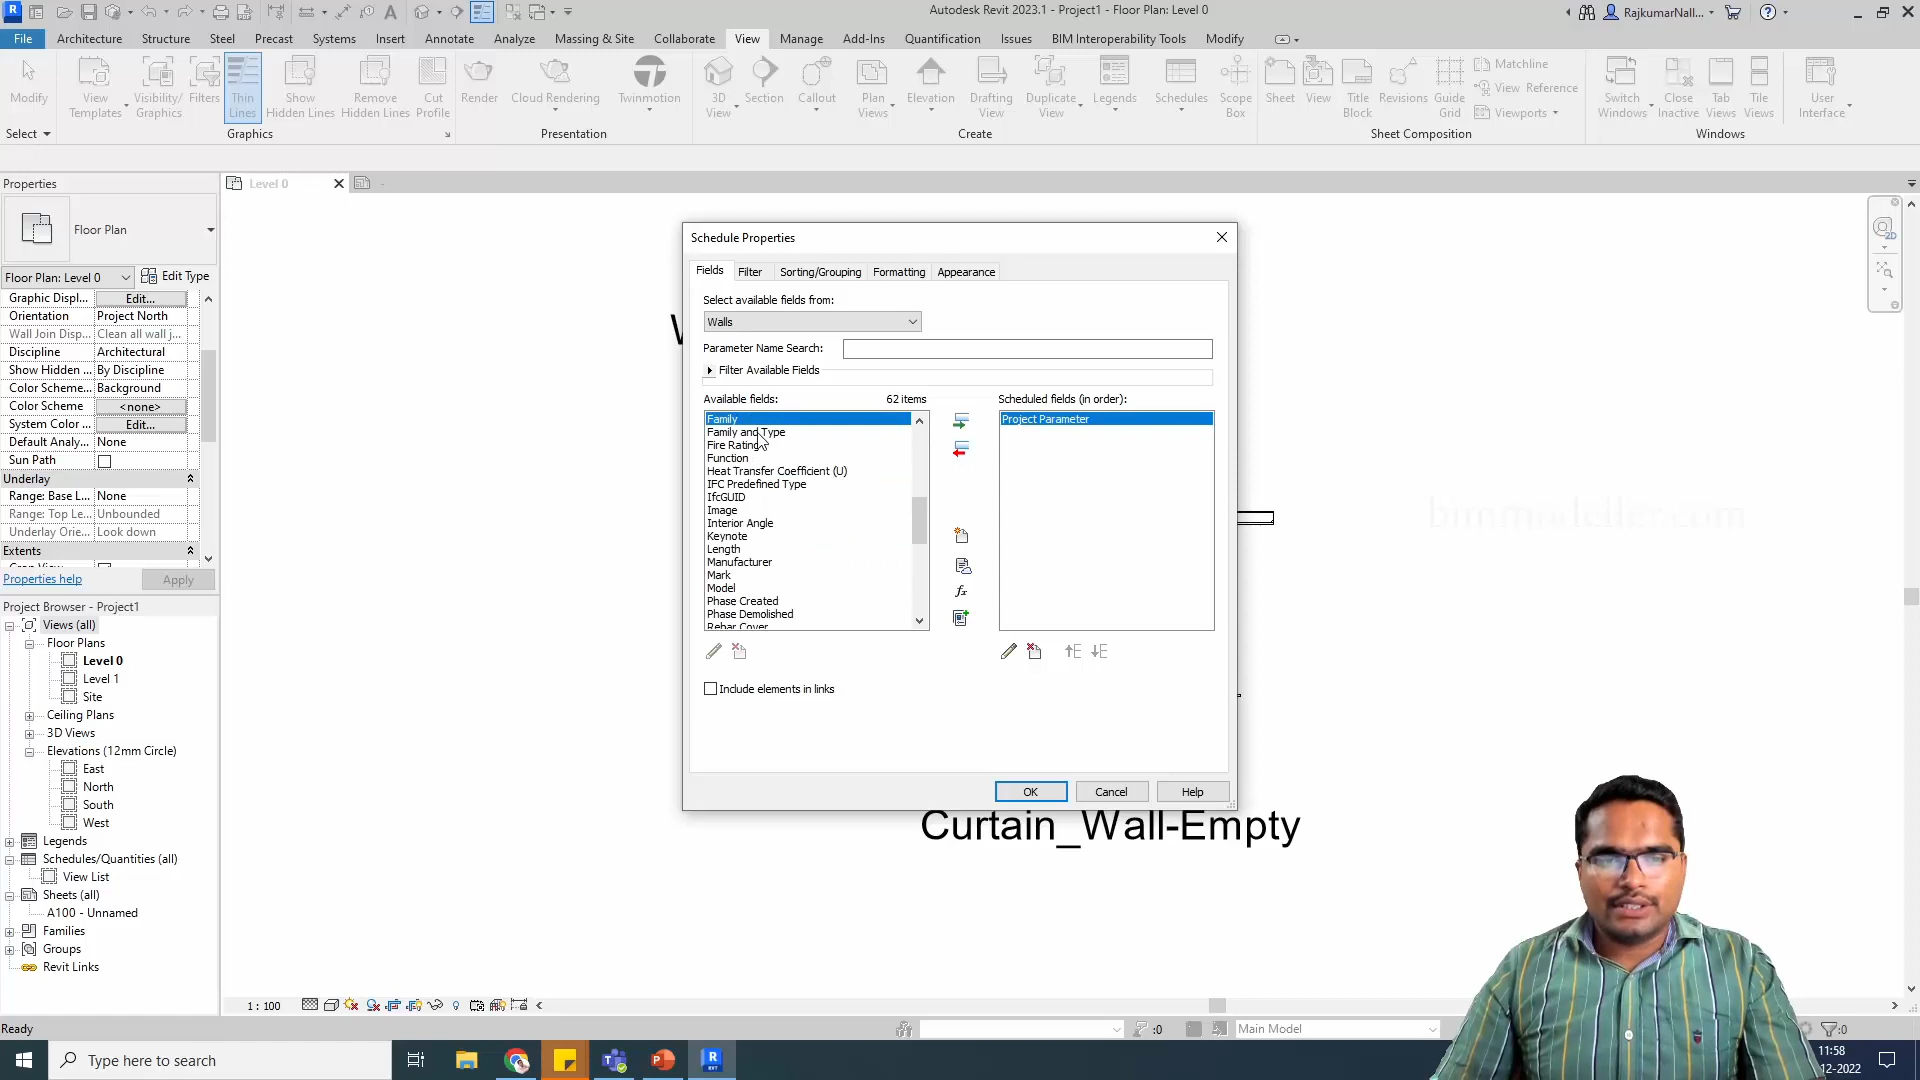 Autodesk Revit 2023.1 - Project1 - Floor Plan: Level 0
RajkumarNall...
File Architecture Structure Steel Precast Systems Insert Annotate Analyze Massing & Site Collaborate View Manage Add-Ins Quantification Issues BIM Interoperability Tools Modify
Modify
View Templates
Visibility/ Graphics
Filters
Thin Lines
Show Hidden Lines
Remove Hidden Lines
Cut Profile
Render
Cloud Rendering
Twinmotion
3D View
Section
Callout
Plan Views
Elevation
Drafting View
Duplicate View
Legends
Schedules
Scope Box
Sheet
View
Title Block
Revisions
Guide Grid
Matchline
View Reference
Viewports
Switch Windows
Close Inactive
Tab Views
Tile Views
User Interface
Select Graphics Presentation Create Sheet Composition Windows
Properties
Level 0
Floor Plan
Floor Plan: Level 0 Edit Type
Graphic Displ... Edit...
Orientation Project North
Wall Join Disp... Clean all wall j...
Discipline Architectural
Show Hidden ... By Discipline
Color Scheme... Background
Color Scheme <none>
System Color ... Edit...
Default Analy... None
Sun Path
Underlay
Range: Base L... None
Range: Top Le... Unbounded
Underlay Orie... Look down
Extents
Properties help Apply
Project Browser - Project1
Views (all)
Floor Plans
Level 0
Level 1
Site
Ceiling Plans
3D Views
Elevations (12mm Circle)
East
North
South
West
Legends
Schedules/Quantities (all)
View List
Sheets (all)
A100 - Unnamed
Families
Groups
Revit Links
Schedule Properties
Fields Filter Sorting/Grouping Formatting Appearance
Select available fields from:
Walls
Parameter Name Search:
Filter Available Fields
Available fields: 62 items
Scheduled fields (in order):
Family
Family and Type
Fire Rating
Function
Heat Transfer Coefficient (U)
IFC Predefined Type
IfcGUID
Image
Interior Angle
Keynote
Length
Manufacturer
Mark
Model
Phase Created
Phase Demolished
Rebar Cover
Project Parameter
Include elements in links
OK Cancel Help
Curtain_Wall-Empty
bimmodeller.com
1 : 100
Ready
:0
Main Model
:0
Type here to search
11:58
12-2022